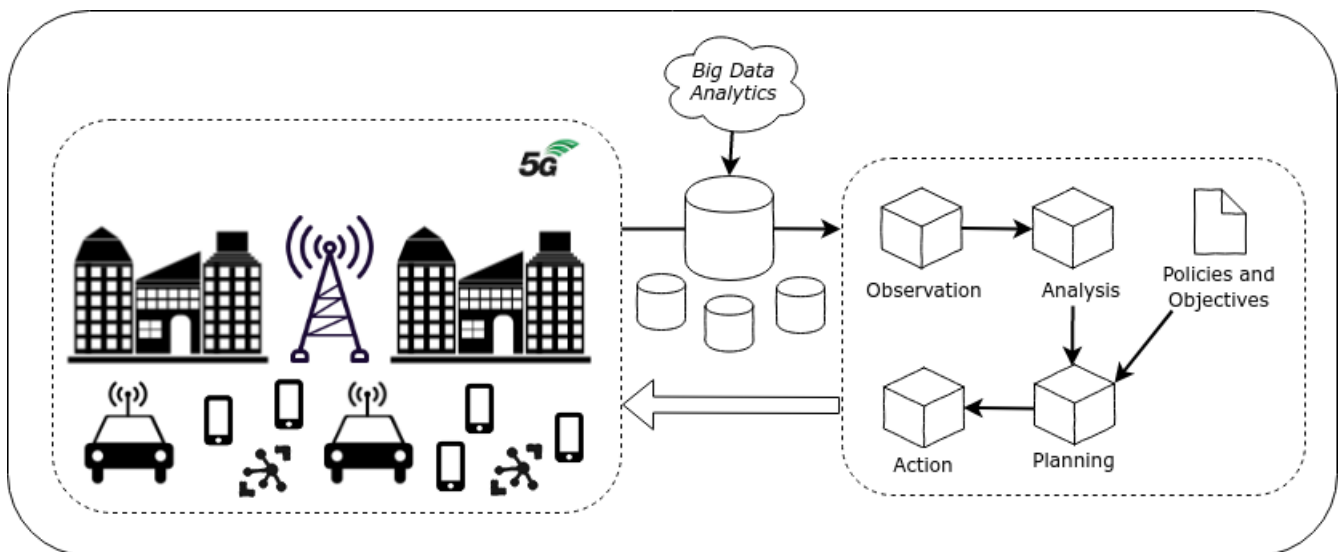 Big Data
Analytics
5G
Observation
Analysis
Policies and
Objectives
Action
Planning